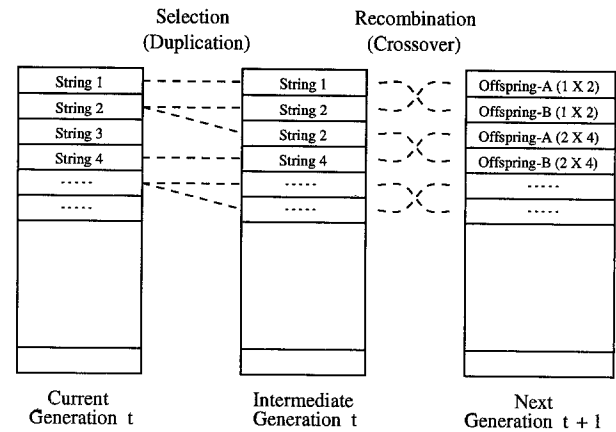 Selection
(Duplication)
Recombination
(Crossover)
String 1
String 2
String 3
String 4
.....
.....
String 1
String 2
String 2
String 4
.....
.....
Offspring-A (1 X 2)
Offspring-B (1 X 2)
Offspring-A (2 X 4)
Offspring-B (2 X 4)
.....
.....
Current
Generation t
Intermediate
Generation t
Next
Generation t + 1